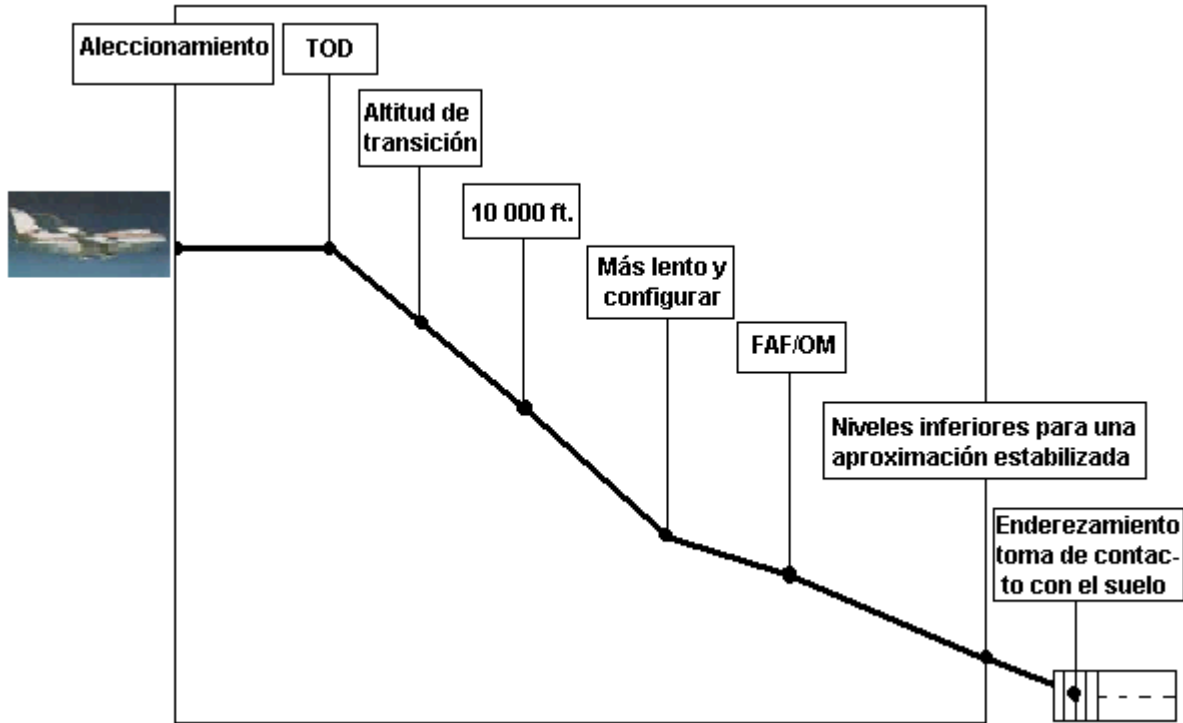 Aleccionamiento
TOD
Altitud de
transición
10 000 ft.
Más lento y
configurar
FAF/OM
Niveles inferiores para una
aproximación estabilizada
Enderezamiento
toma de contac-
to con el suelo